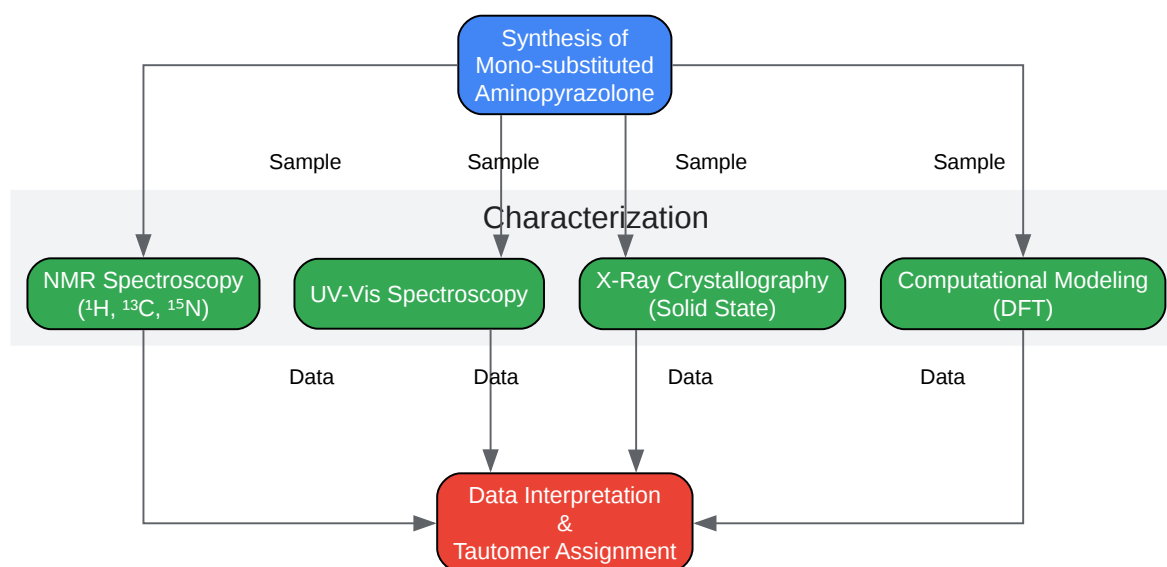 Synthesis of
Mono-substituted
Aminopyrazolone
Sample
Sample
Sample
Sample
Characterization
NMR Spectroscopy
(¹H, ¹³C, ¹⁵N)
UV-Vis Spectroscopy
X-Ray Crystallography
(Solid State)
Computational Modeling
(DFT)
Data
Data
Data
Data
Data Interpretation
&
Tautomer Assignment